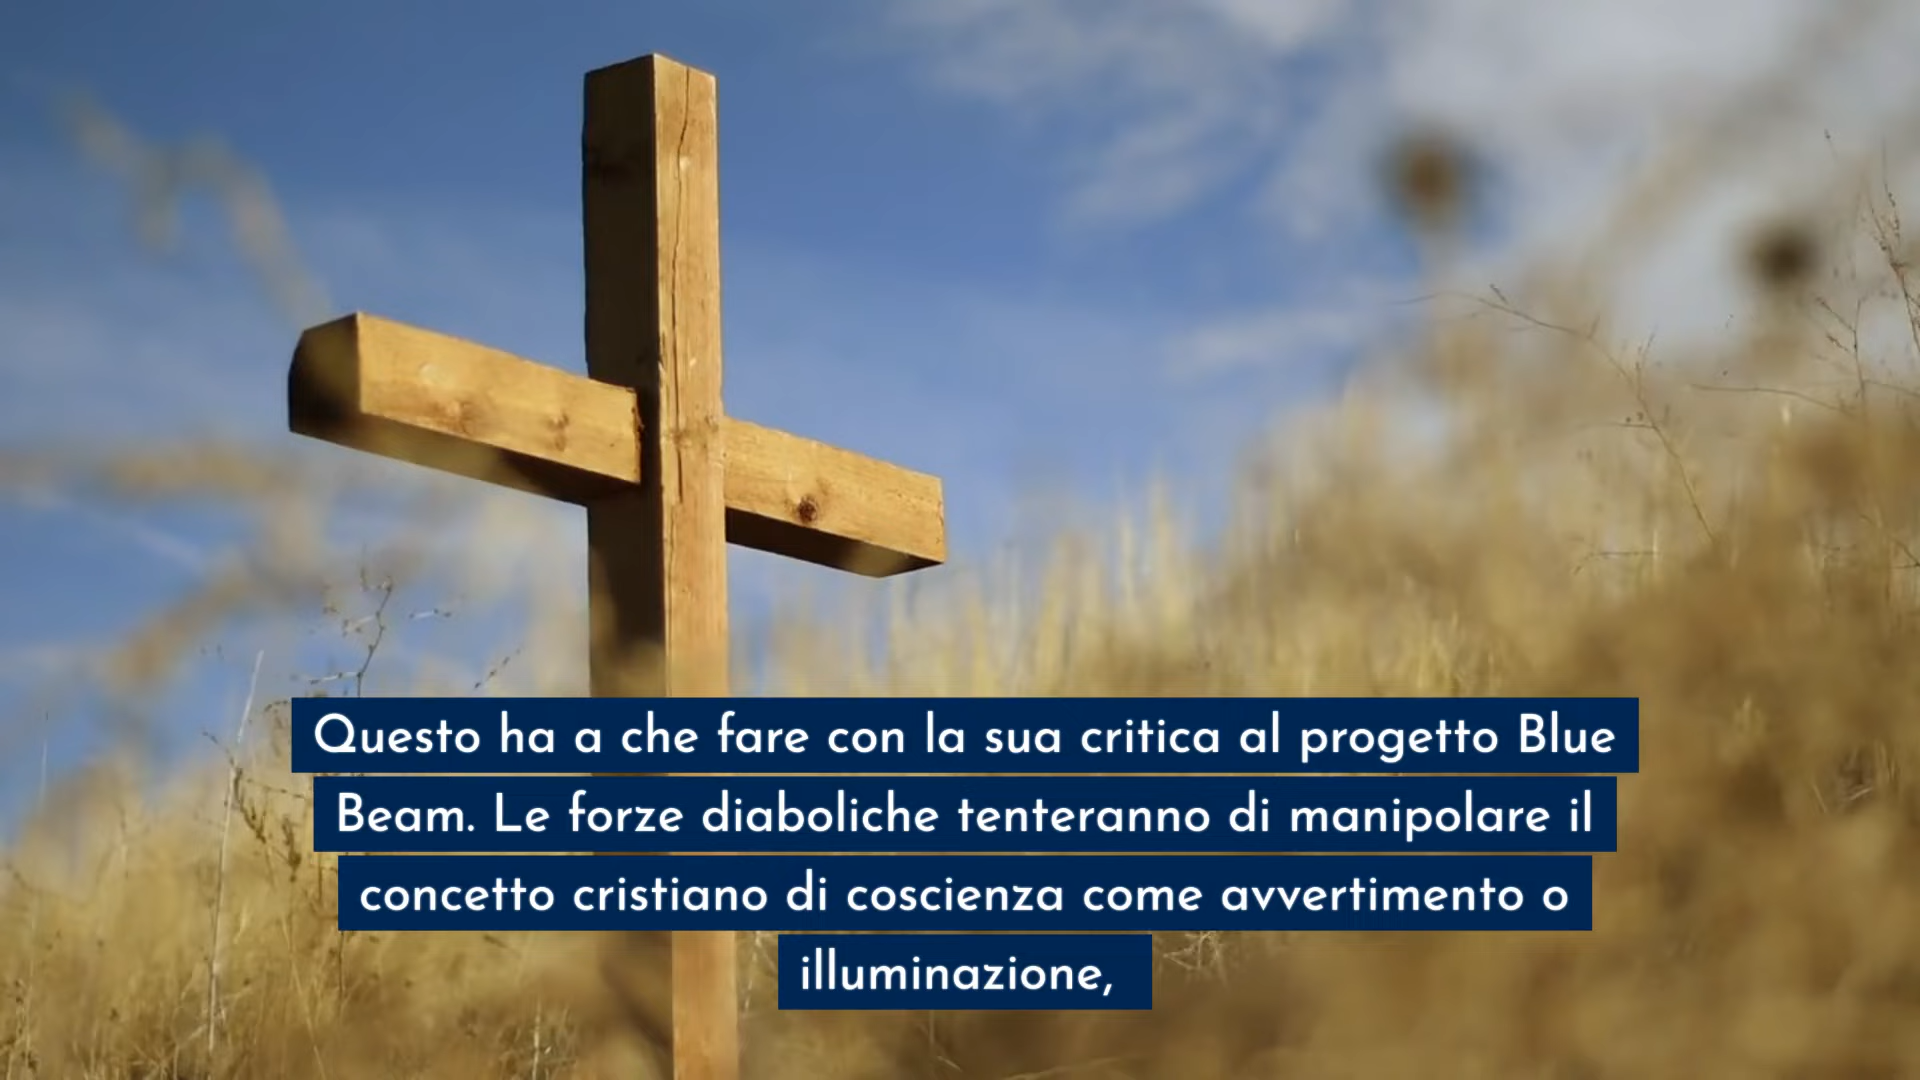 Questo ha a che fare con la sua critica al progetto Blue
Beam. Le forze diaboliche tenteranno di manipolare il
concetto cristiano di coscienza come avvertimento o
illuminazione,